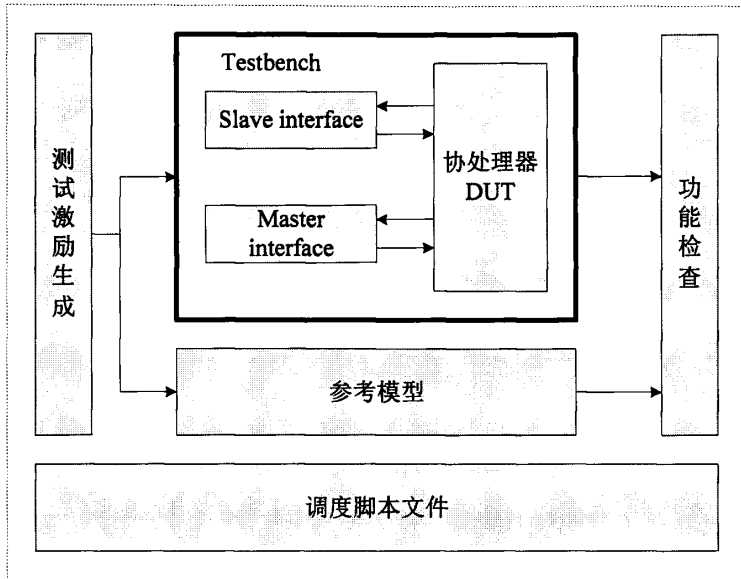 测试激励生成
Testbench
Slave interface
Master
interface
协处理器
DUT
参考模型
功能检查
调度脚本文件